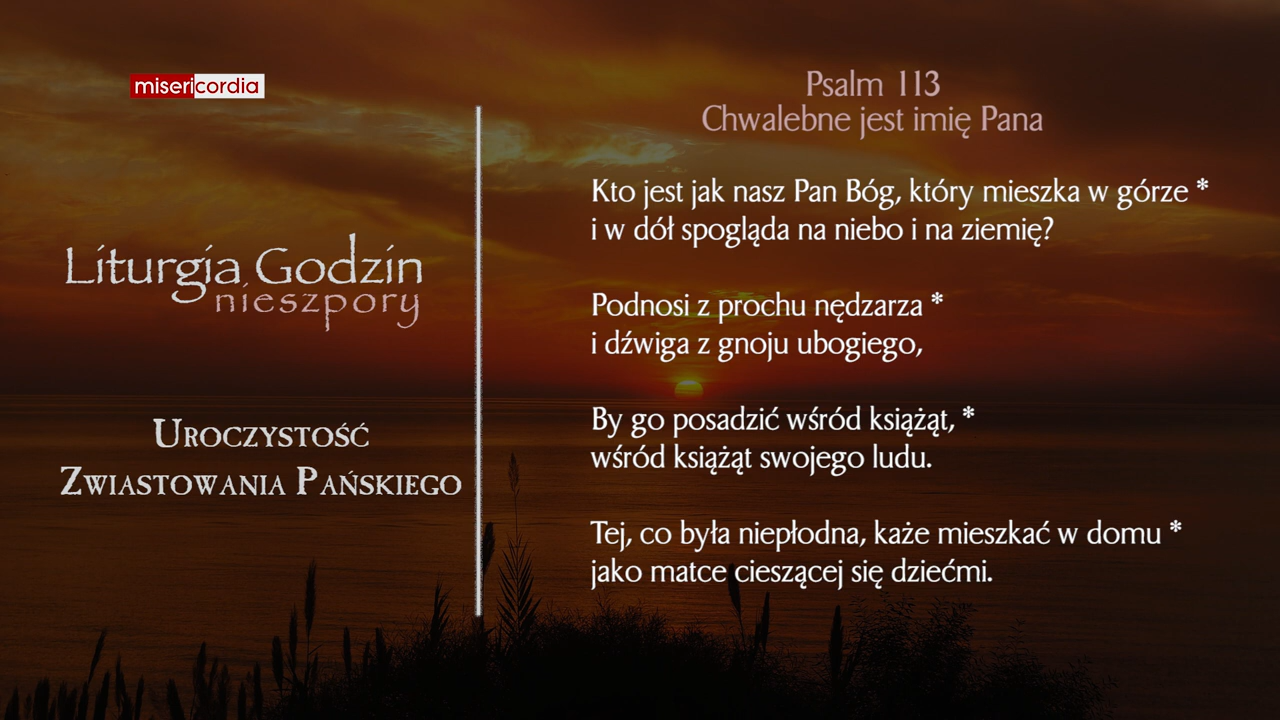 misericordia
Liturgia Godzin
nieszpory
Uroczystość
Zwiastowania Pańskiego
Psalm 113
Chwalebne jest imię Pana
Kto jest jak nasz Pan Bóg, który mieszka w górze *
i w dół spogląda na niebo i na ziemię?
Podnosi z prochu nędzarza *
i dźwiga z gnoju ubogiego,
By go posadzić wśród książąt, *
wśród książąt swojego ludu.
Tej, co była niepłodna, każe mieszkać w domu *
jako matce cieszącej się dziećmi.